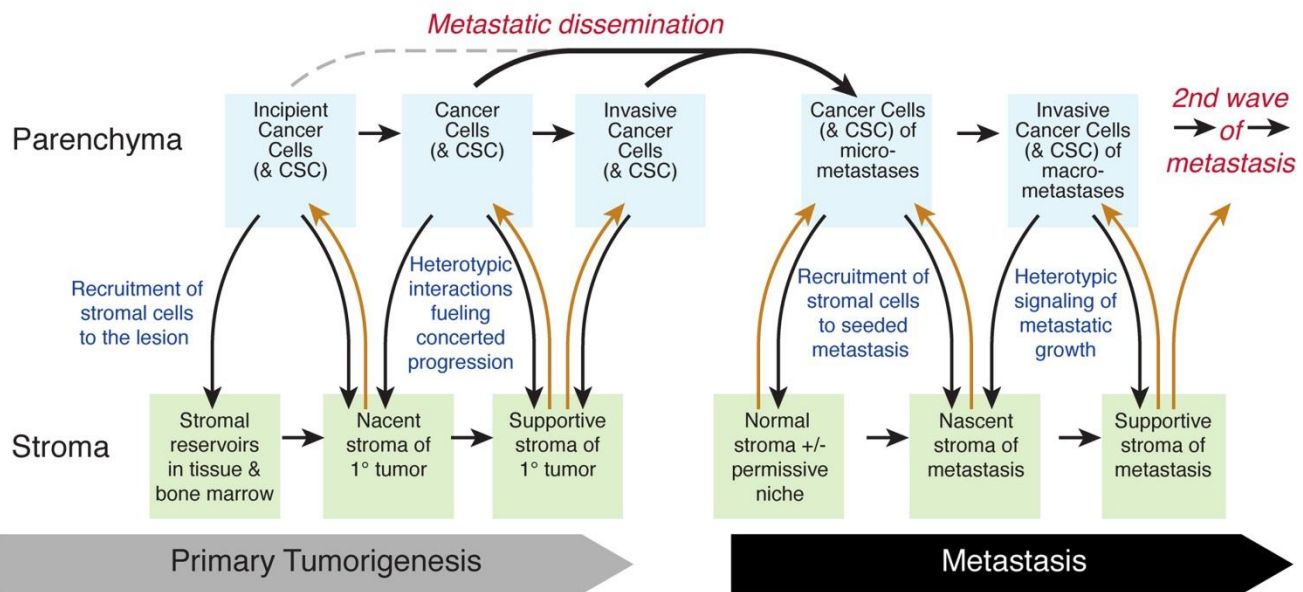 Metastatic dissemination
Parenchyma
Incipient
Cancer
Cells
(& CSC)
Cancer
Cells
(& CSC)
Invasive
Cancer
Cells
(& CSC)
Cancer Cells
(& CSC) of
micro-
metastases
Invasive
Cancer Cells
(& CSC) of
macro-
metastases
2nd wave
of
metastasis
Recruitment of
stromal cells
to the lesion
Heterotypic
interactions
fueling
concerted
progression
Recruitment of
stromal cells
to seeded
metastasis
Heterotypic
signaling of
metastatic
growth
Stroma
Stromal
reservoirs
in tissue &
bone marrow
Nacent
stroma of
1° tumor
Supportive
stroma of
1° tumor
Normal
stroma +/-
permissive
niche
Nascent
stroma of
metastasis
Supportive
stroma of
metastasis
Primary Tumorigenesis
Metastasis